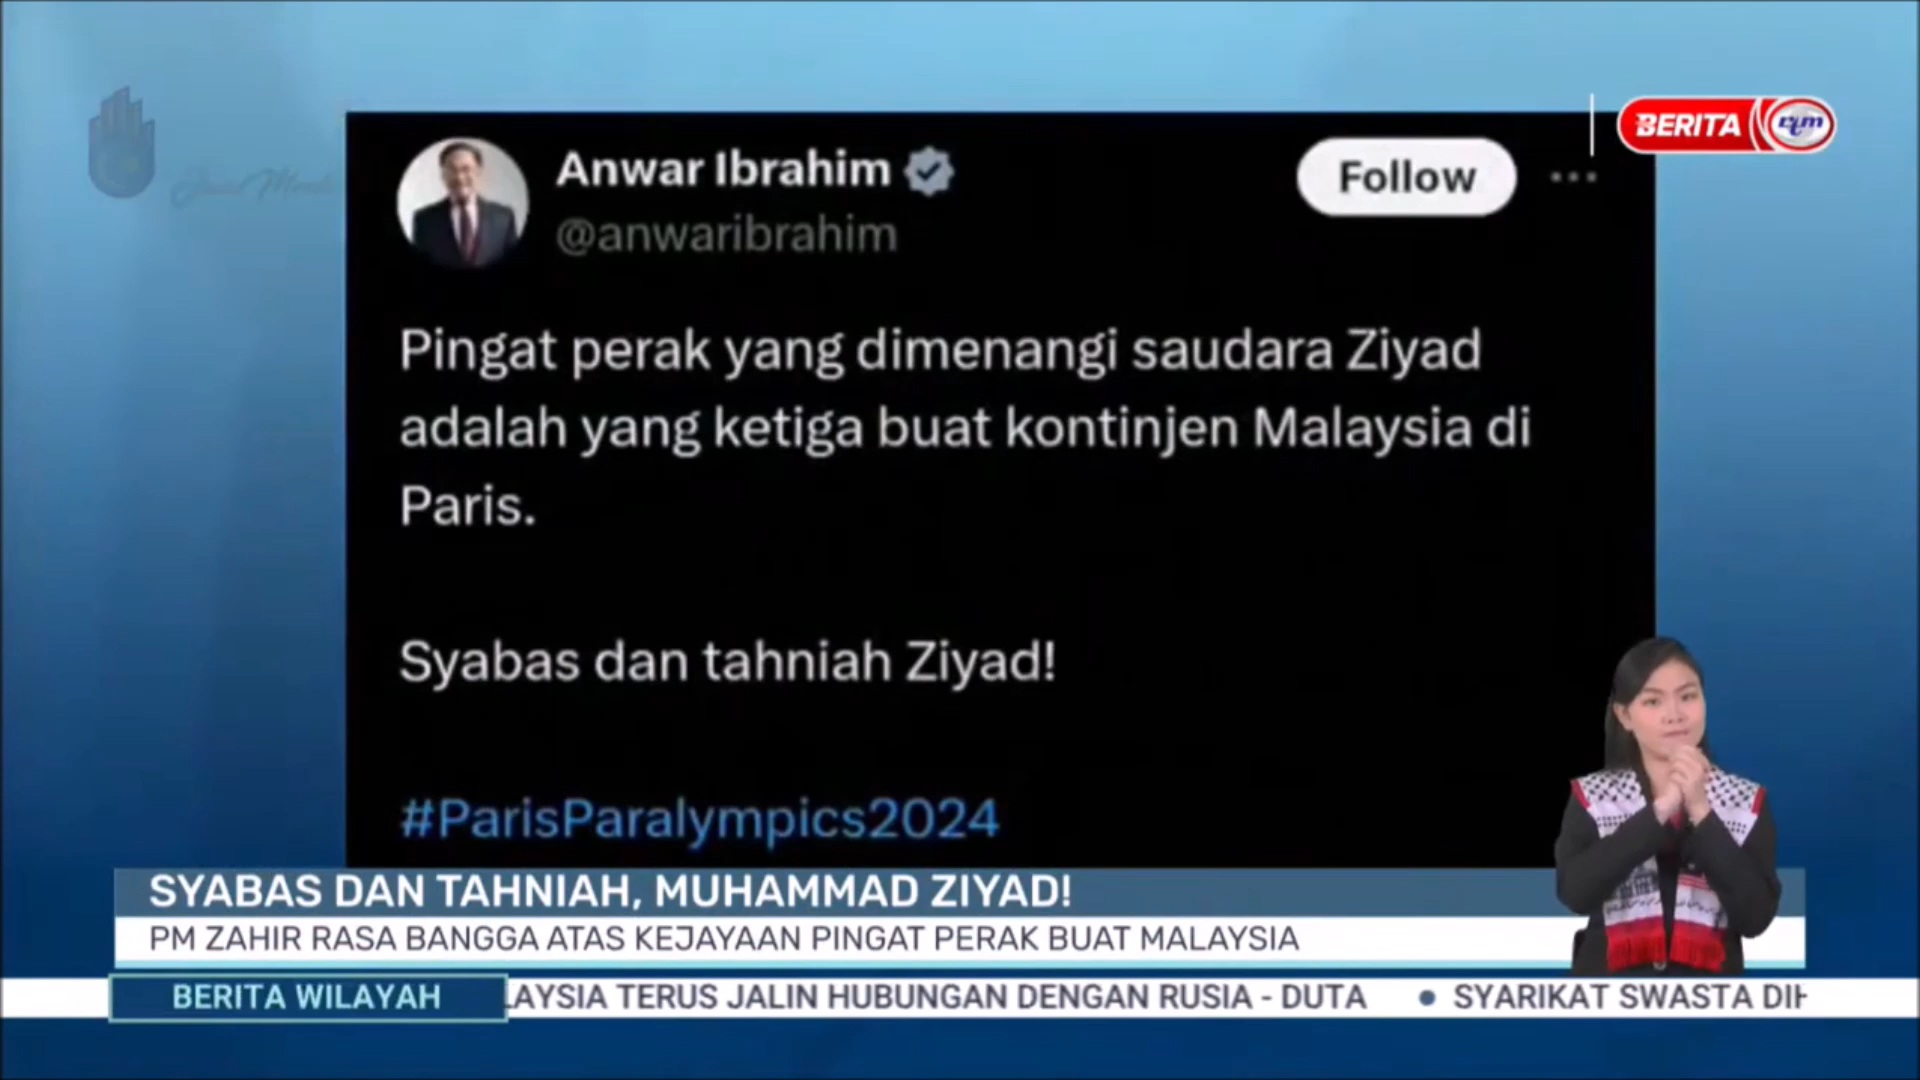 BERITA rtm
Anwar Ibrahim
Follow
@anwaribrahim
Pingat perak yang dimenangi saudara Ziyad
adalah yang ketiga buat kontinjen Malaysia di
Paris.
Syabas dan tahniah Ziyad!
#ParisParalympics2024
SYABAS DAN TAHNIAH, MUHAMMAD ZIYAD!
PM ZAHIR RASA BANGGA ATAS KEJAYAAN PINGAT PERAK BUAT MALAYSIA
BERITA WILAYAH
LAYSIA TERUS JALIN HUBUNGAN DENGAN RUSIA - DUTA • SYARIKAT SWASTA